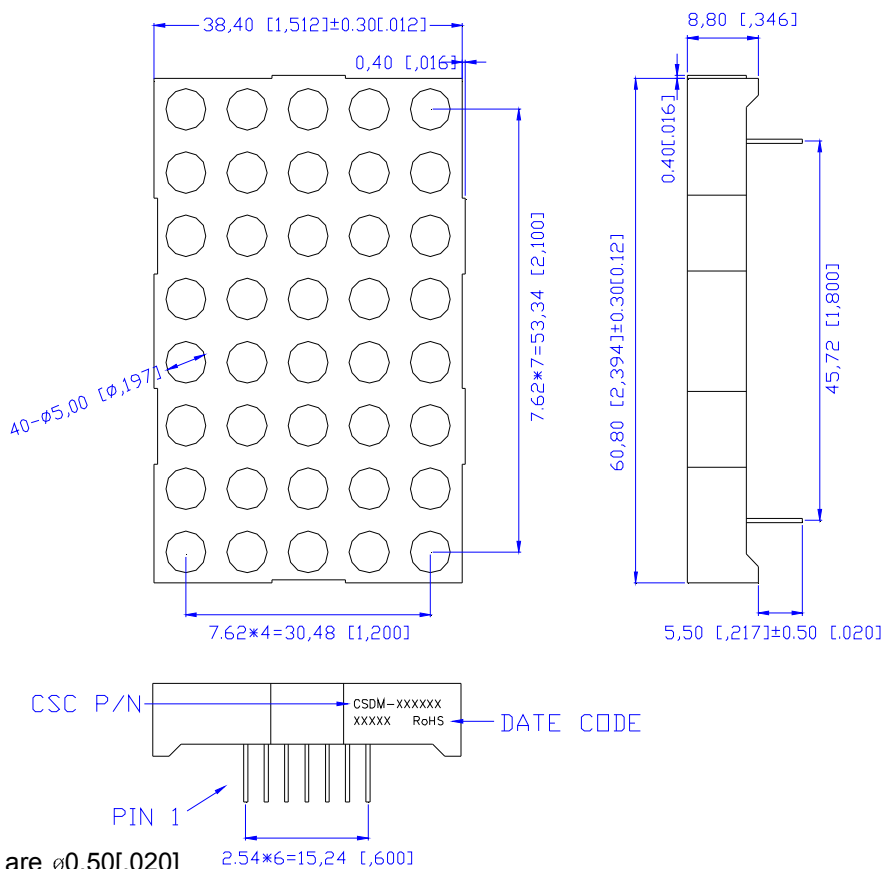 38,40 [1,512]±0.30[.012]
8,80 [,346]
0,40 [,016]
0.40[.016]
7.62*7=53,34 [2,100]
60,80 [2,394]±0.30[0.12]
45,72 [1,800]
40-ø5,00 [ø,197]
7.62*4=30,48 [1,200]
5,50 [,217]±0.50 [.020]
CSC P/N
CSDM-XXXXXX
XXXXX RoHS
DATE CODE
PIN 1
are ø0.50[.020]
2.54*6=15,24 [,600]